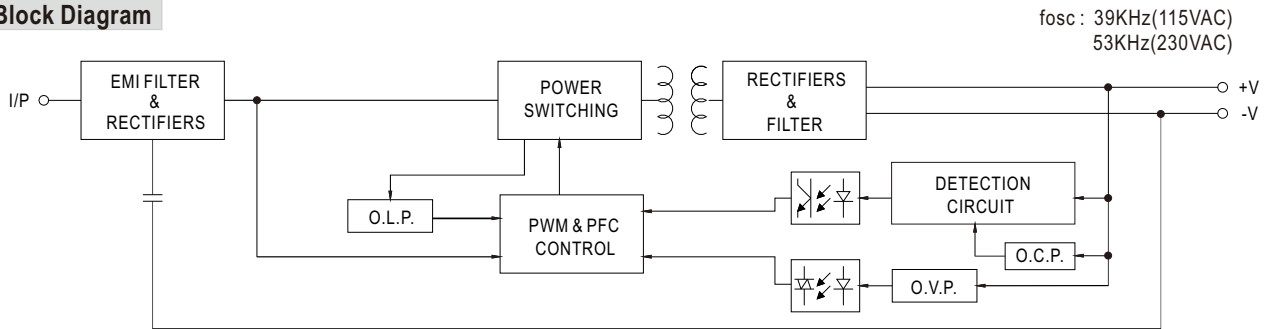 Block Diagram
fosc : 39KHz(115VAC)
53KHz(230VAC)
I/P
EMI FILTER
&
RECTIFIERS
POWER
SWITCHING
RECTIFIERS
&
FILTER
+V
-V
O.L.P.
PWM & PFC
CONTROL
DETECTION
CIRCUIT
O.C.P.
O.V.P.